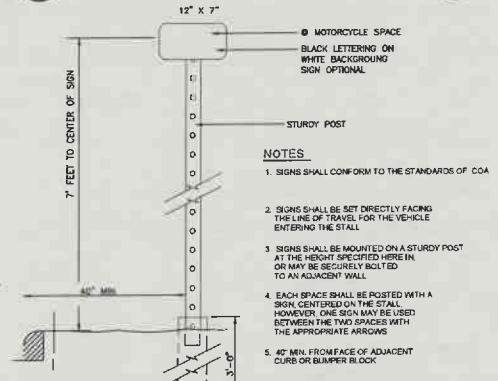 12" X 7"
MOTORCYCLE SPACE
BLACK LETTERING ON
WHITE BACKGROUNG
SIGN OPTIONAL
7" FEET TO CENTER OF SIGN
STURDY POST
NOTES
1. SIGNS SHALL CONFORM TO THE STANDARDS OF COA
2. SIGNS SHALL BE SET DIRECTLY FACING
THE LINE OF TRAVEL FOR THE VEHICLE
ENTERING THE STALL
3 SIGNS SHALL BE MOUNTED ON A STURDY POST
AT THE HEIGHT SPECIFIED HERE IN,
OR MAY BE SECURELY BOLTED
TO AN ADJACENT WALL
4. EACH SPACE SHALL BE POSTED WITH A
SIGN, CENTERED ON THE STALL,
HOWEVER, ONE SIGN MAY BE USED
BETWEEN THE TWO SPACES WITH
THE APPROPRIATE ARROWS
5. 40" MIN. FROM FACE OF ADJACENT
CURB OR BUMPER BLOCK
40" MIN.
3'-0"